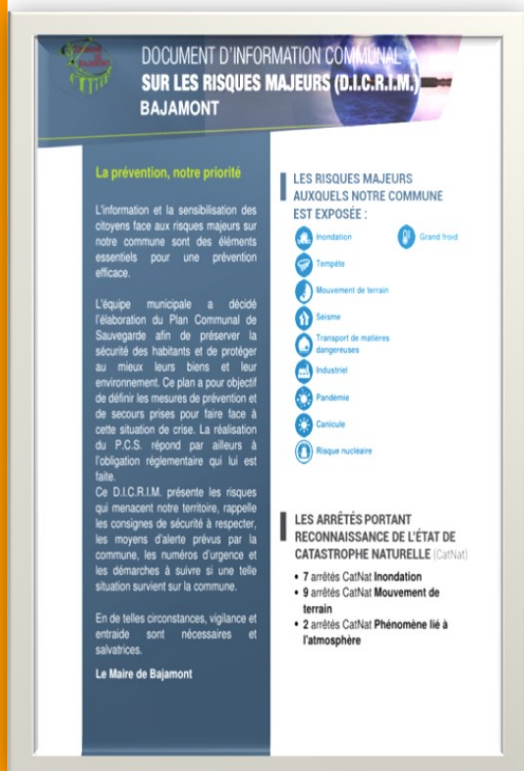 DOCUMENT D'INFORMATION COMMUNAL
SUR LES RISQUES MAJEURS (D.I.C.R.I.M.)
BAJAMONT
La prévention, notre priorité
L'information et la sensibilisation des
citoyens face aux risques majeurs sur
notre commune sont des éléments
essentiels pour une prévention
efficace.
L'équipe municipale a décidé
l'élaboration du Plan Communal de
Sauvegarde afin de préserver la
sécurité des habitants et de protéger
au mieux leurs biens et leur
environnement. Ce plan a pour objectif
de définir les mesures de prévention et
de secours prises pour faire face à
cette situation de crise. La réalisation
du P.C.S. répond par ailleurs à
l'obligation réglementaire qui lui est
faite.
Ce D.I.C.R.I.M. présente les risques
qui menacent notre territoire, rappelle
les consignes de sécurité à respecter,
les moyens d'alerte prévus par la
commune, les numéros d'urgence et
les démarches à suivre si une telle
situation survient sur la commune.
En de telles circonstances, vigilance et
entraide sont nécessaires et
salvatrices.
Le Maire de Bajamont
LES RISQUES MAJEURS
AUXQUELS NOTRE COMMUNE
EST EXPOSÉE :
Inondation
Grand froid
Tempête
Mouvement de terrain
Séisme
Transport de matières
dangereuses
Industriel
Pandémie
Canicule
Risque nucléaire
LES ARRÊTÉS PORTANT
RECONNAISSANCE DE L'ÉTAT DE
CATASTROPHE NATURELLE (CatNat)
• 7 arrêtés CatNat Inondation
• 9 arrêtés CatNat Mouvement de
terrain
• 2 arrêtés CatNat Phénomène lié à
l'atmosphère